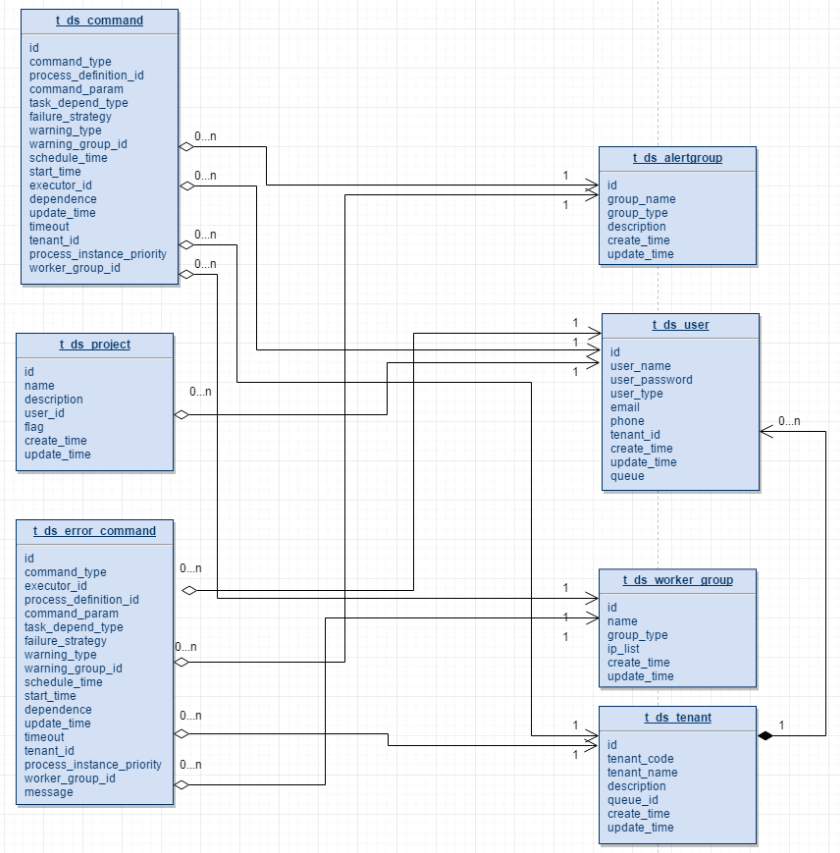 t_ds_command
id
command_type
process_definition_id
command_param
task_depend_type
failure_strategy
warning_type
warning_group_id
schedule_time
start_time
executor_id
dependence
update_time
timeout
tenant_id
process_instance_priority
worker_group_id
0...n
0...n
0...n
0...n
t_ds_alertgroup
id
group_name
group_type
description
create_time
update_time
1
1
t_ds_project
id
name
description
user_id
flag
create_time
update_time
0...n
t_ds_user
id
user_name
user_password
user_type
email
phone
tenant_id
create_time
update_time
queue
1
1
1
0...n
t_ds_error_command
id
command_type
executor_id
process_definition_id
command_param
task_depend_type
failure_strategy
warning_type
warning_group_id
schedule_time
start_time
dependence
update_time
timeout
tenant_id
process_instance_priority
worker_group_id
message
0...n
0...n
0...n
0...n
t_ds_worker_group
id
name
group_type
ip_list
create_time
update_time
1
1
1
t_ds_tenant
id
tenant_code
tenant_name
description
queue_id
create_time
update_time
1
1
1